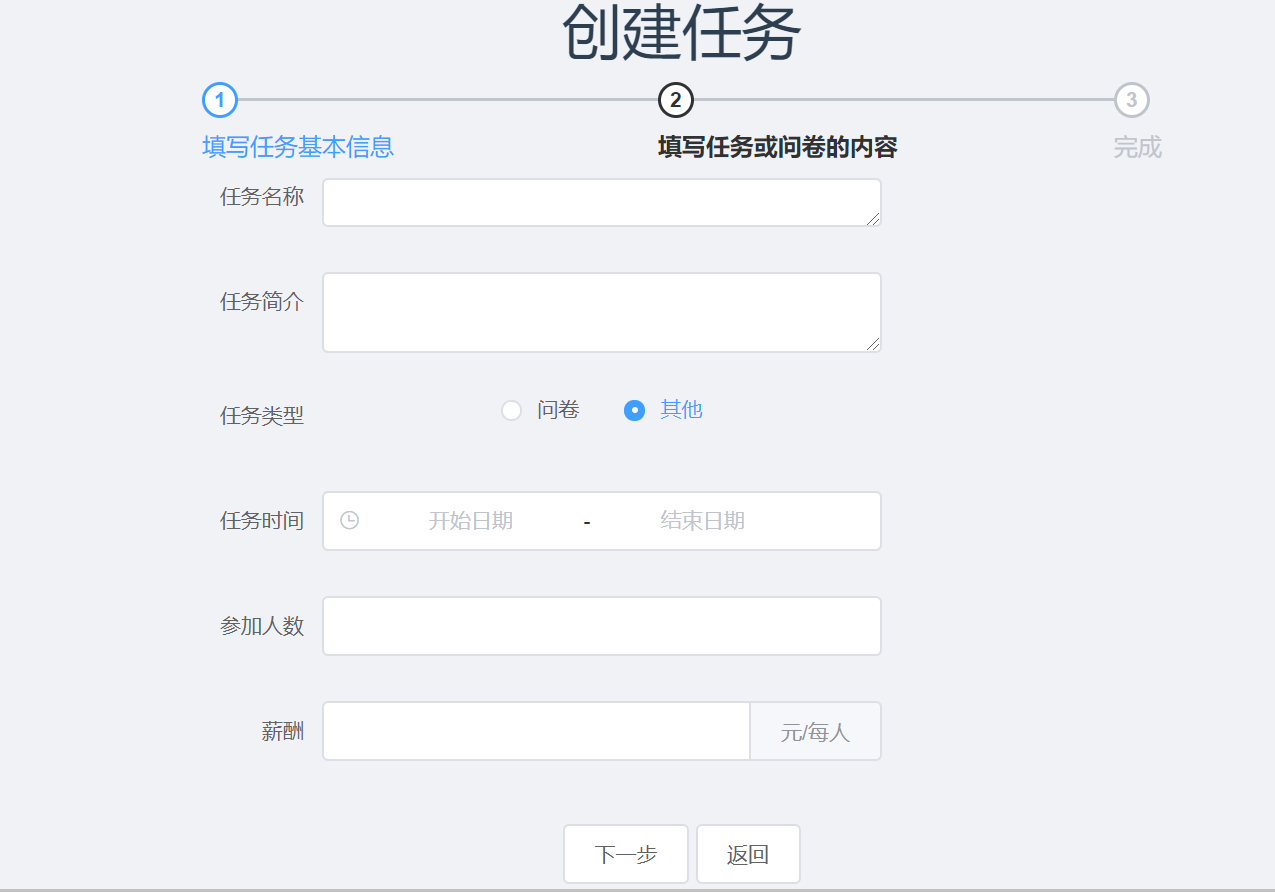 创建任务
1
2
3
填写任务基本信息
填写任务或问卷的内容
完成
任务名称
任务简介
任务类型
问卷
其他
任务时间
开始日期 - 结束日期
参加人数
薪酬
元/每人
下一步
返回